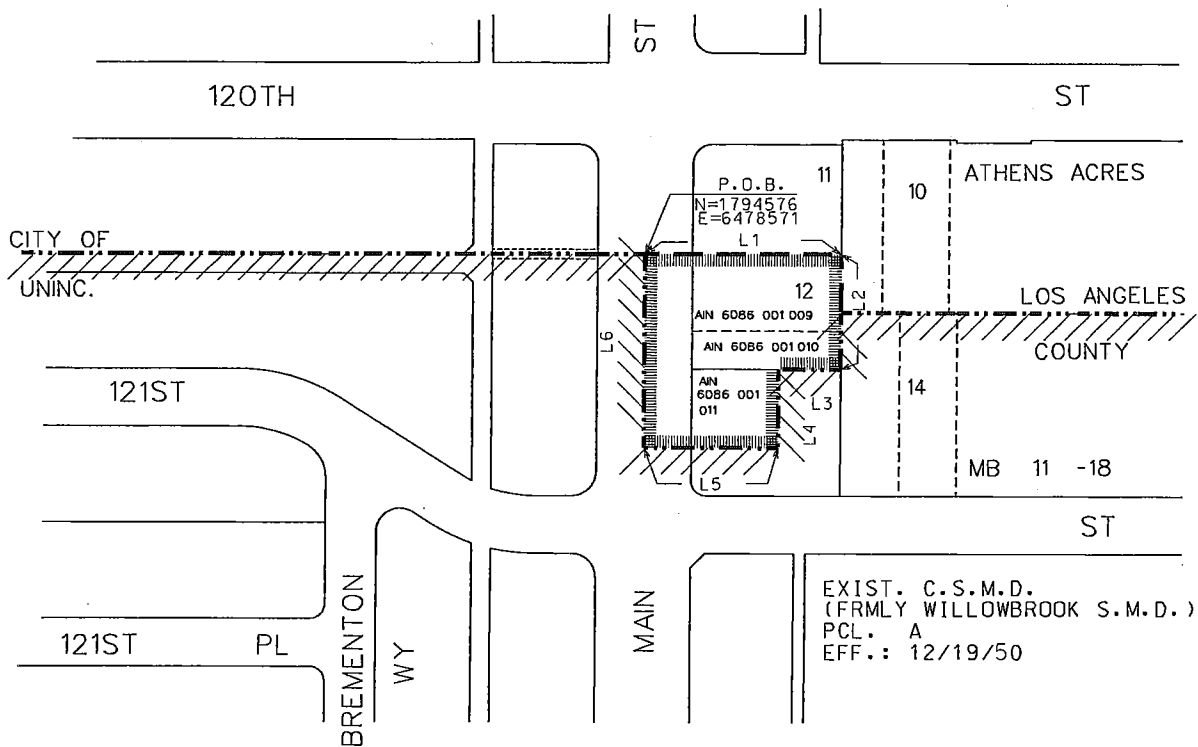 ST
120TH ST
ATHENS ACRES
11
10
P.O.B.
N=1794576
E=6478571
CITY OF
L1
UNINC.
12
L2
LOS ANGELES
AIN 6086 001 009
COUNTY
L6
AIN 6086 001 010
AIN
6086 001
011
121ST
14
L3
L4
MB 11 -18
L5
ST
EXIST. C.S.M.D.
(FRMLY WILLOWBROOK S.M.D.)
PCL. A
EFF.: 12/19/50
MAIN
121ST PL
BREMENTON
WY